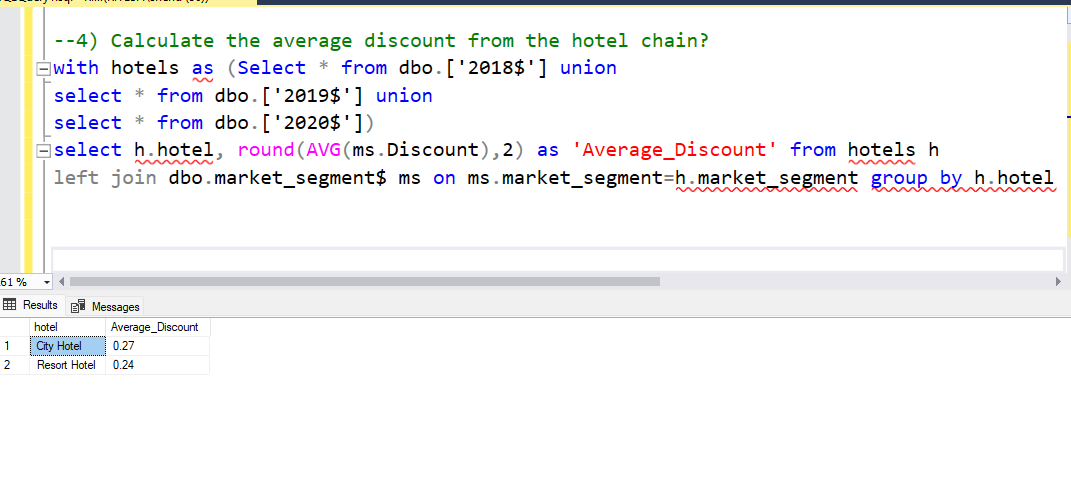 --4) Calculate the average discount from the hotel chain?
with hotels as (Select * from dbo.['2018$'] union
select * from dbo.['2019$'] union
select * from dbo.['2020$'])
select h.hotel, round(AVG(ms.Discount),2) as 'Average_Discount' from hotels h
left join dbo.market_segment$ ms on ms.market_segment=h.market_segment group by h.hotel
61 %
Results Messages
hotel Average_Discount
1 City Hotel 0.27
2 Resort Hotel 0.24